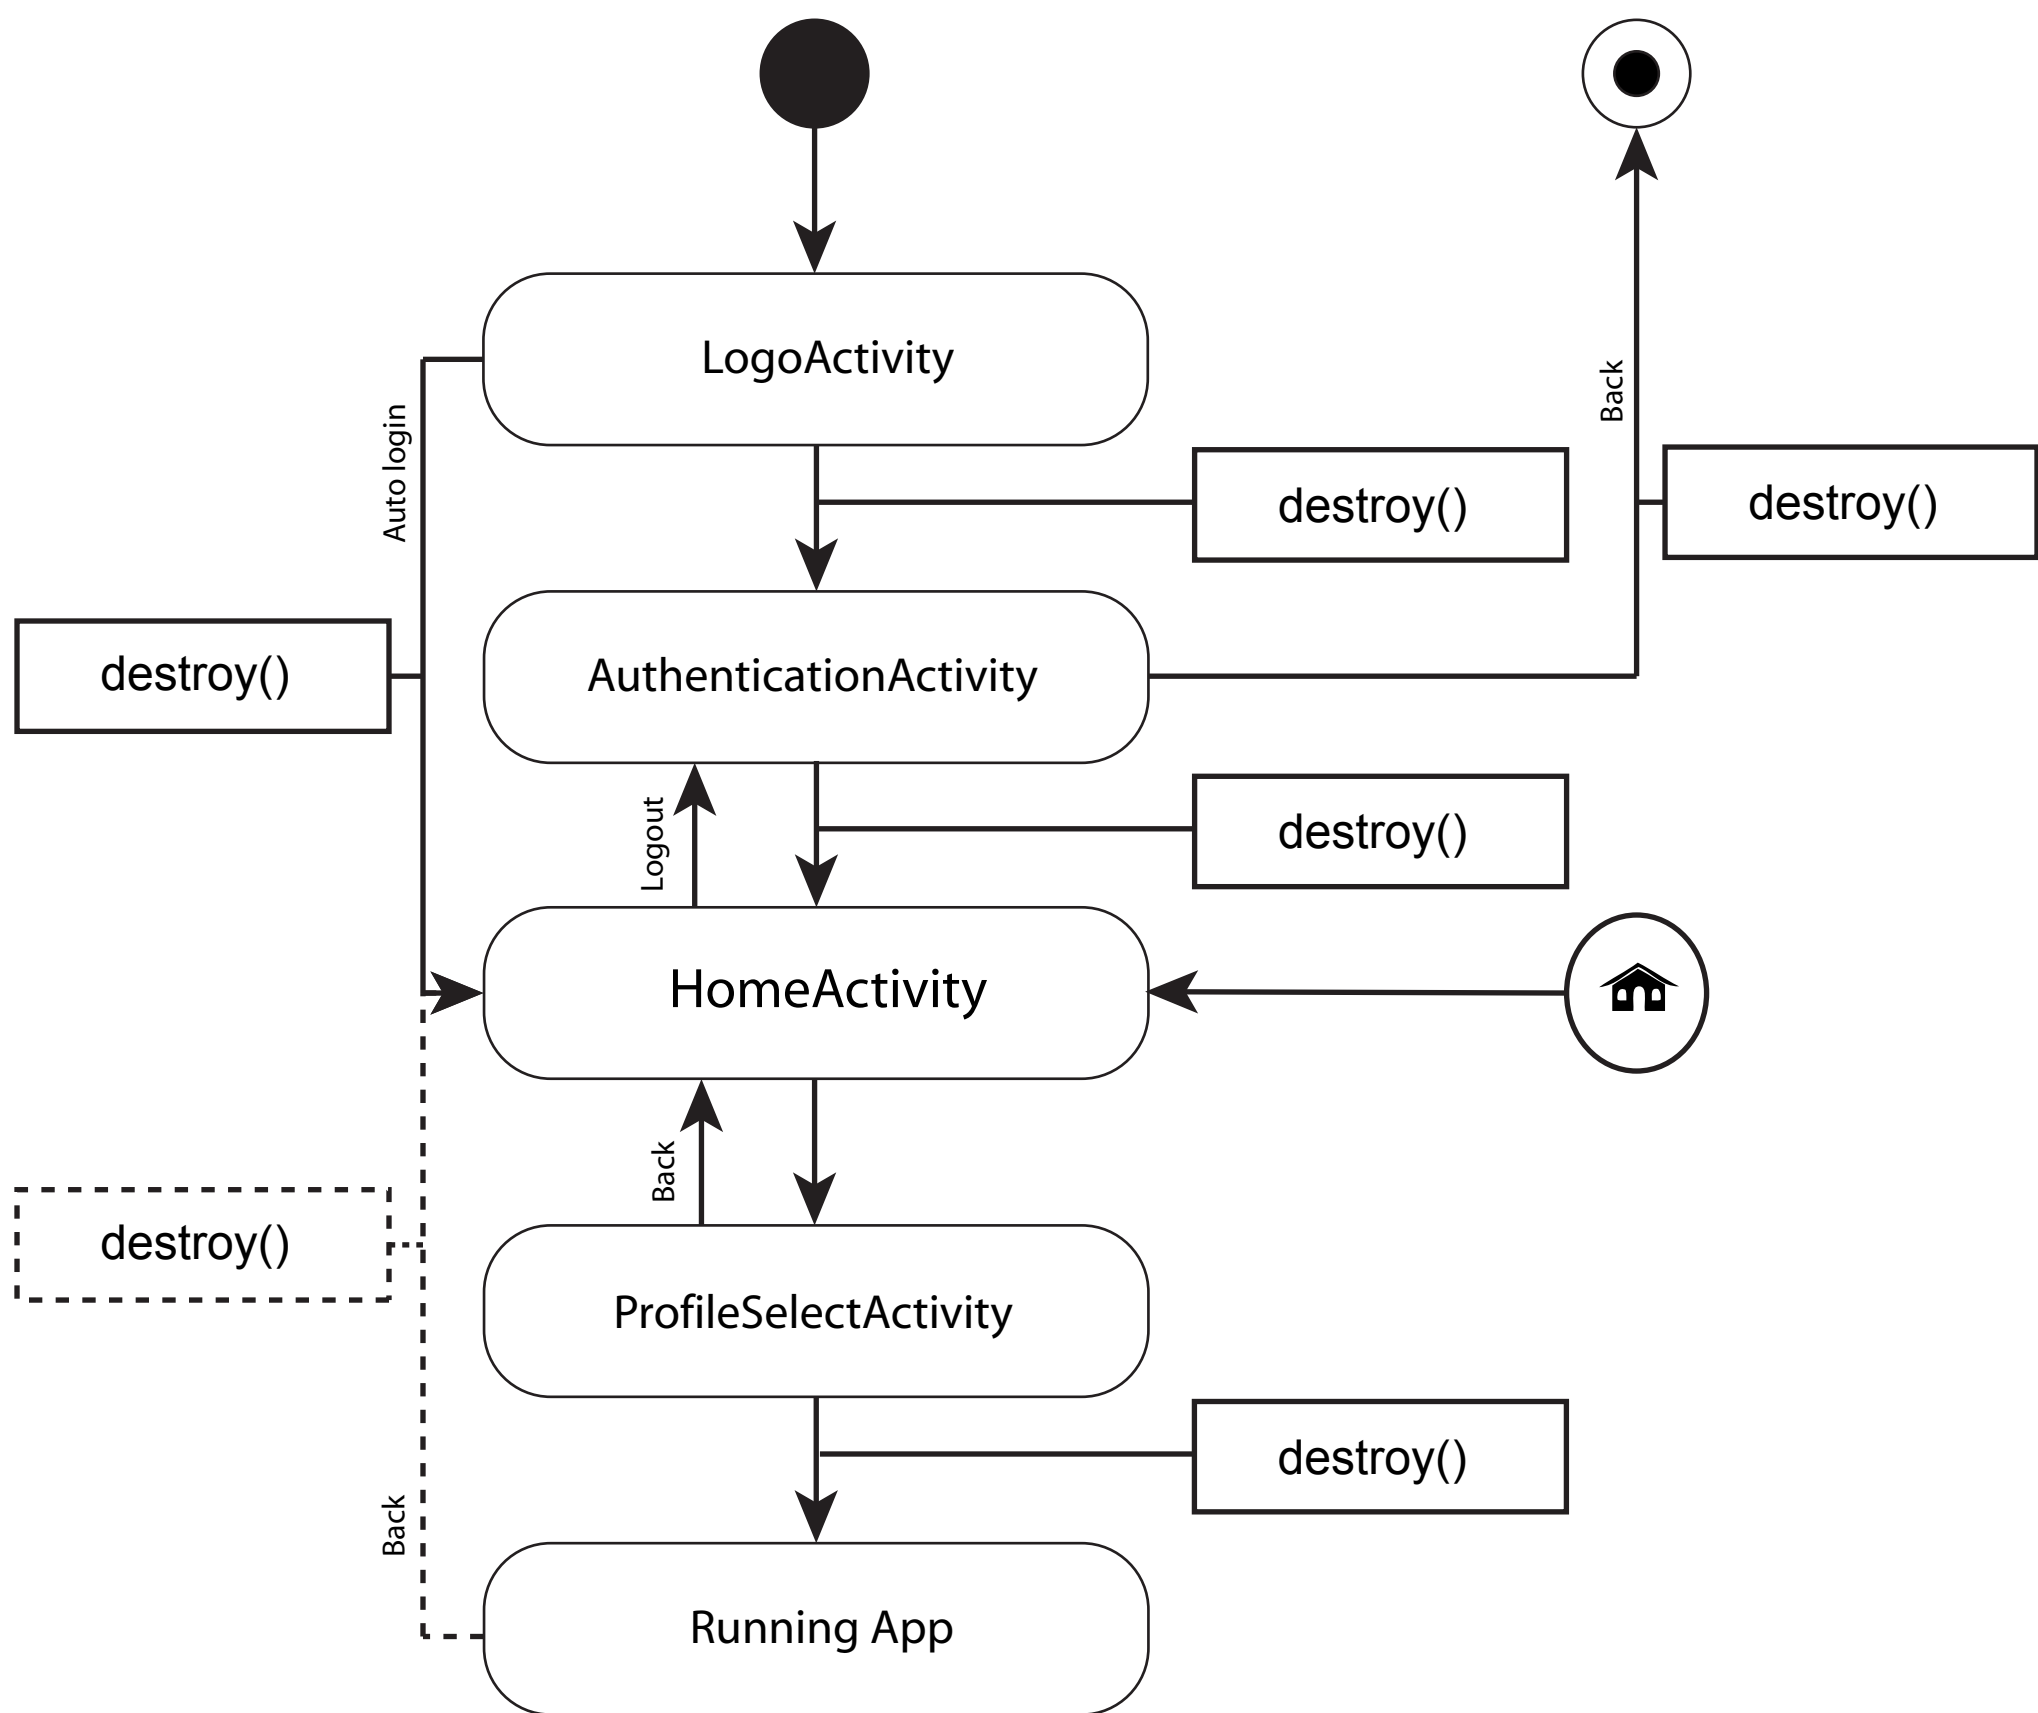 LogoActivity
Back
Auto login
destroy()
destroy()
destroy()
AuthenticationActivity
Logout
destroy()
HomeActivity
Back
destroy()
ProfileSelectActivity
destroy()
Back
Running App